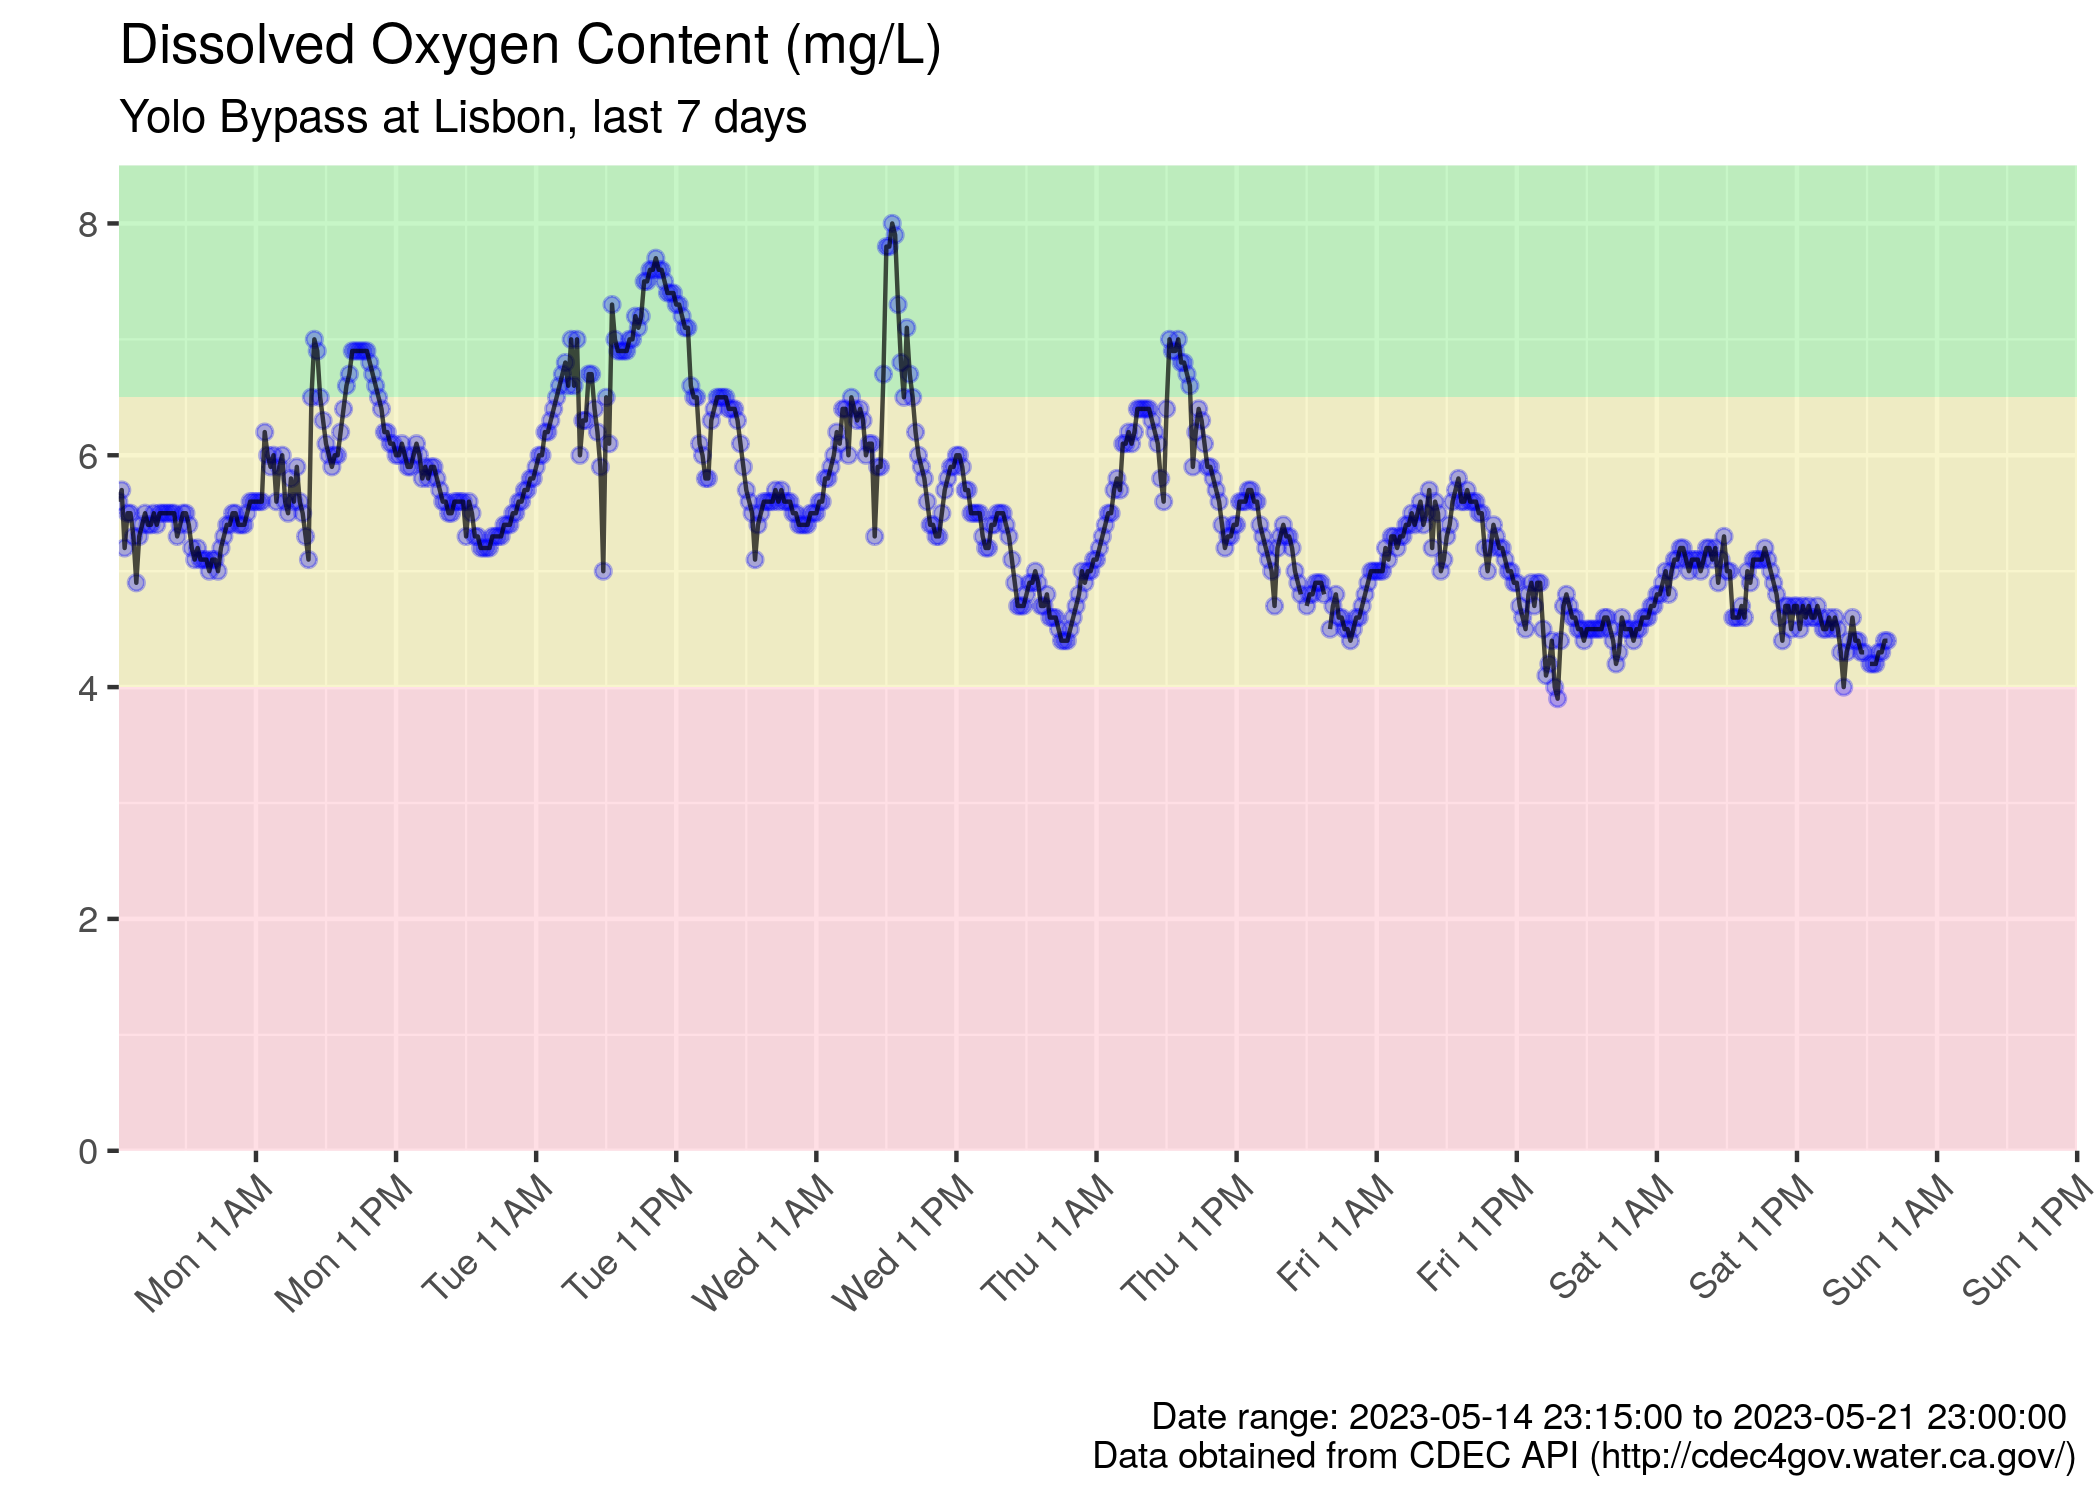 Dissolved Oxygen Content (mg/L)
Yolo Bypass at Lisbon, last 7 days
8
6
4
2
0
Mon 11AM
Mon 11PM
Tue 11AM
Tue 11PM
Wed 11AM
Wed 11PM
Thu 11AM
Thu 11PM
Fri 11AM
Fri 11PM
Sat 11AM
Sat 11PM
Sun 11AM
Sun 11PM
Date range: 2023-05-14 23:15:00 to 2023-05-21 23:00:00
Data obtained from CDEC API (http://cdec4gov.water.ca.gov/)